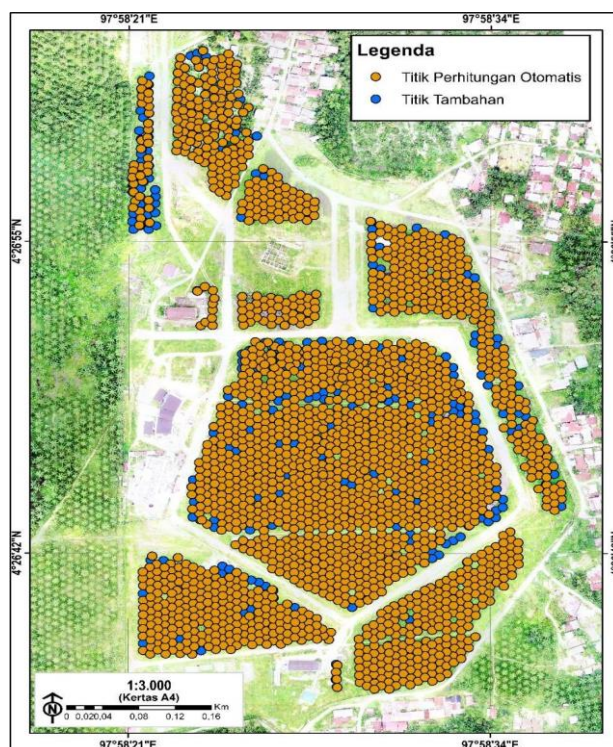 97°58'21"E
97°58'34"E
Legenda
Titik Perhitungan Otomatis
Titik Tambahan
4°26'55"N
4°26'42"N
1:3.000
(Kertas A4)
N
0 0,02 0,04 0,08 0,12 0,16
Km
97°58'21"E
97°58'34"E